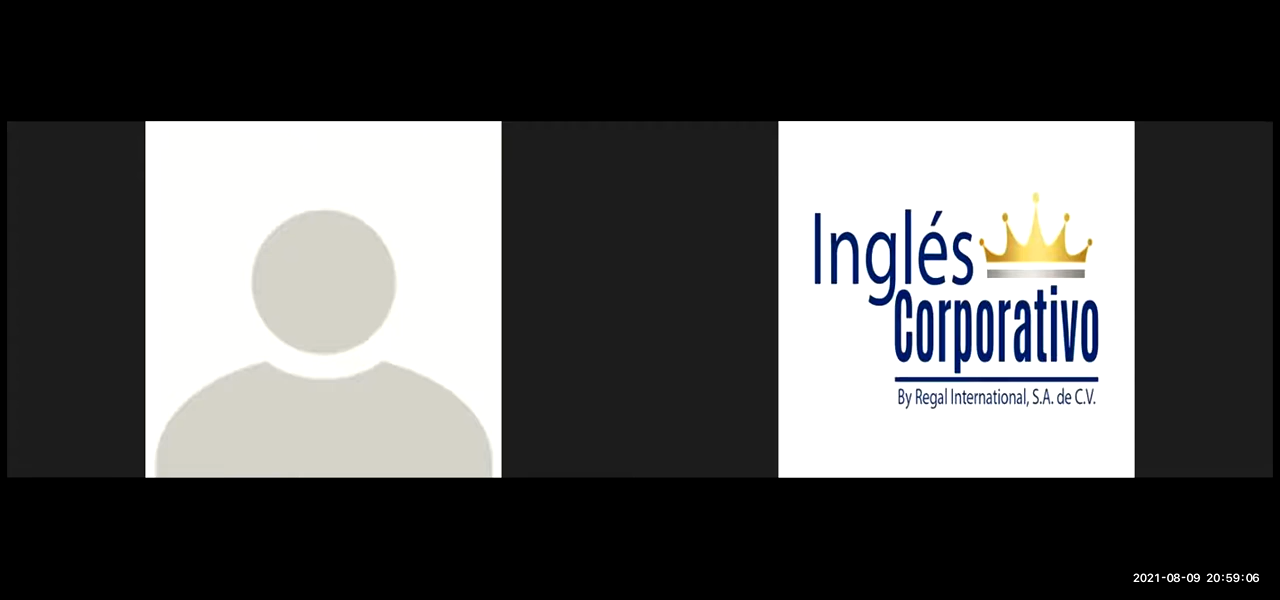 Inglés
Corporativo
By Regal International, S.A. de C.V.
2021-08-09 20:59:06